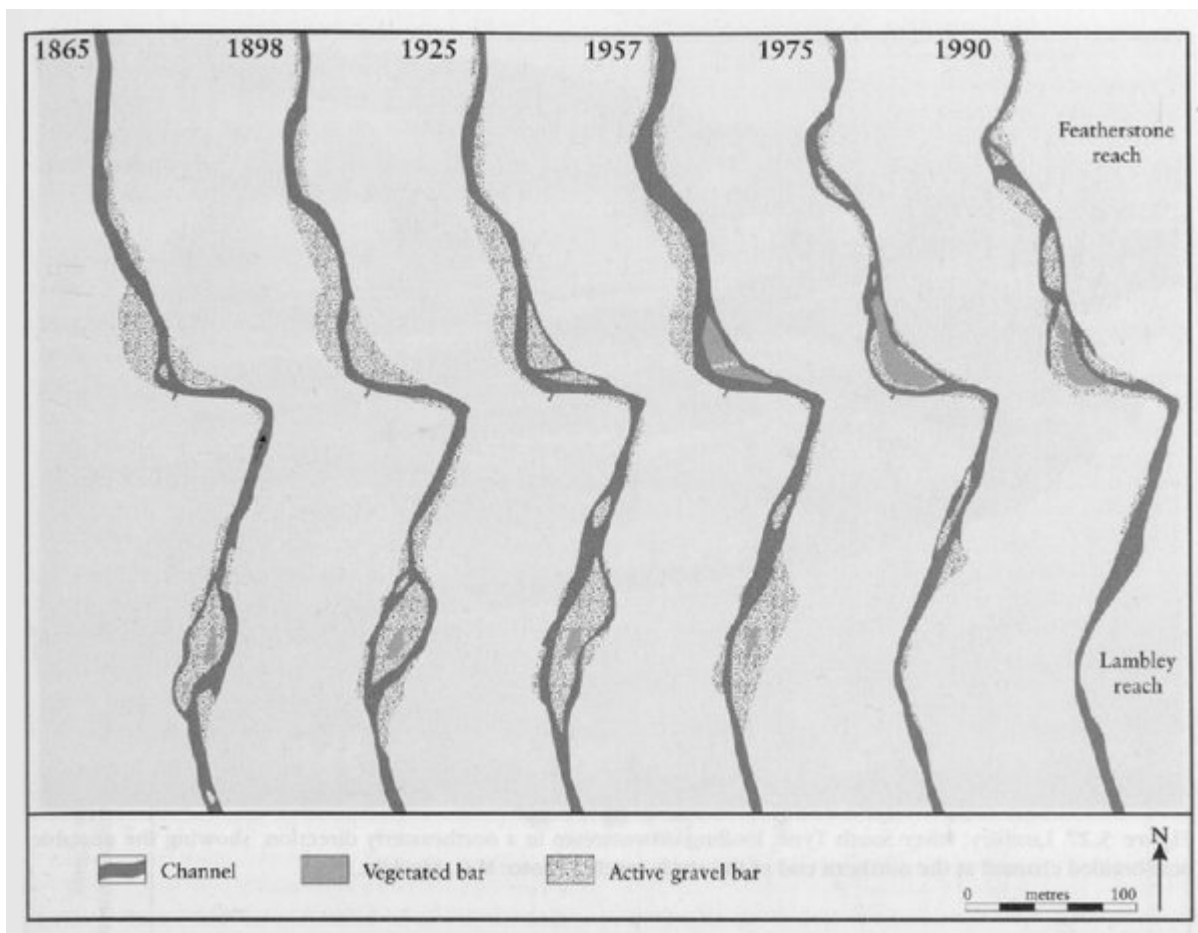 1865 1898 1925 1957 1975 1990
Featherstone
reach
Lambley
reach
N
Channel Vegetated bar Active gravel bar
0 metres 100